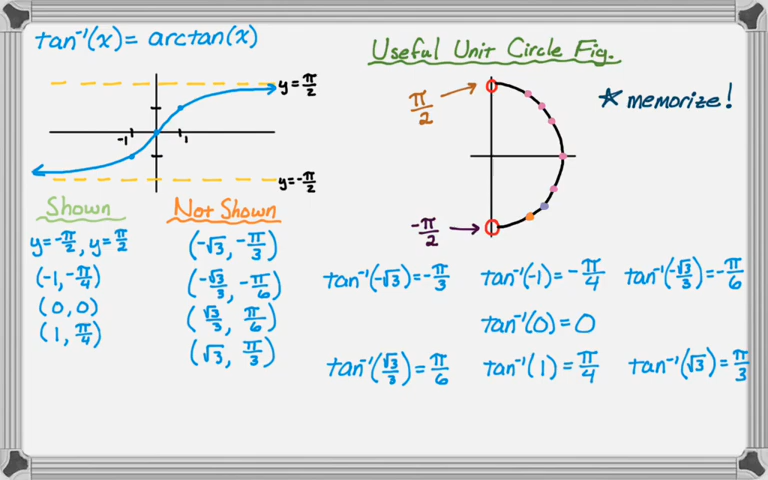 tan⁻¹(x) = arctan(x)
y = π/2
-1
1
y = -π/2
Shown
y = -π/2, y = π/2
(-1, -π/4)
(0, 0)
(1, π/4)
Not Shown
(-√3, -π/3)
(-√3/3, -π/6)
(√3/3, π/6)
(√3, π/3)
Useful Unit Circle Fig.
π/2
☆ memorize!
-π/2
tan⁻¹(-√3) = -π/3 tan⁻¹(-1) = -π/4 tan⁻¹(-√3/3) = -π/6
tan⁻¹(0) = 0
tan⁻¹(√3/3) = π/6 tan⁻¹(1) = π/4 tan⁻¹(√3) = π/3